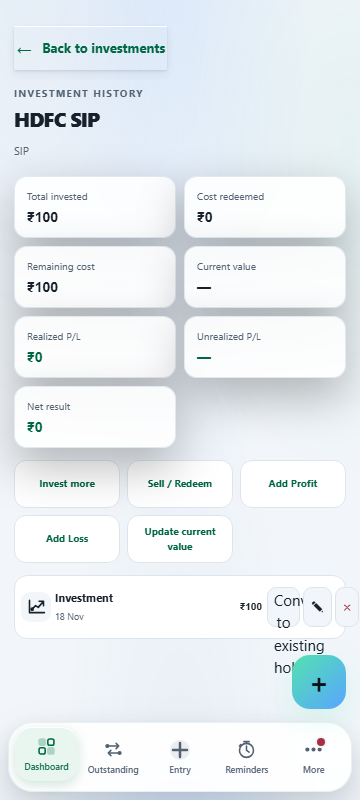 ← Back to investments
INVESTMENT HISTORY
HDFC SIP
SIP
Total invested
₹100
Cost redeemed
₹0
Remaining cost
₹100
Current value
—
Realized P/L
₹0
Unrealized P/L
—
Net result
₹0
Invest more
Sell / Redeem
Add Profit
Add Loss
Update current
value
Investment
18 Nov
₹100
to
existing
×
+
Dashboard
Outstanding
Entry
Reminders
More